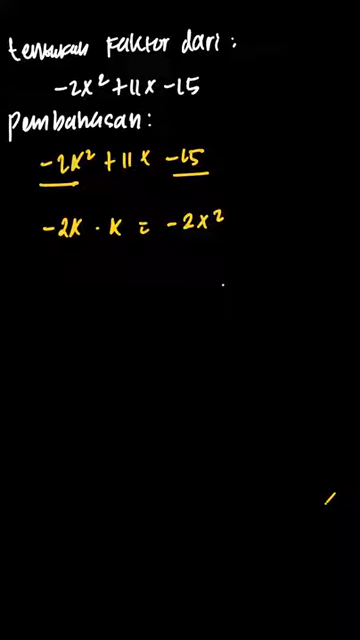 tentukan Faktor dari:
-2x² + 11x - 15
Pembahasan:
-2x² + 11x -15
-2x . x = -2x²